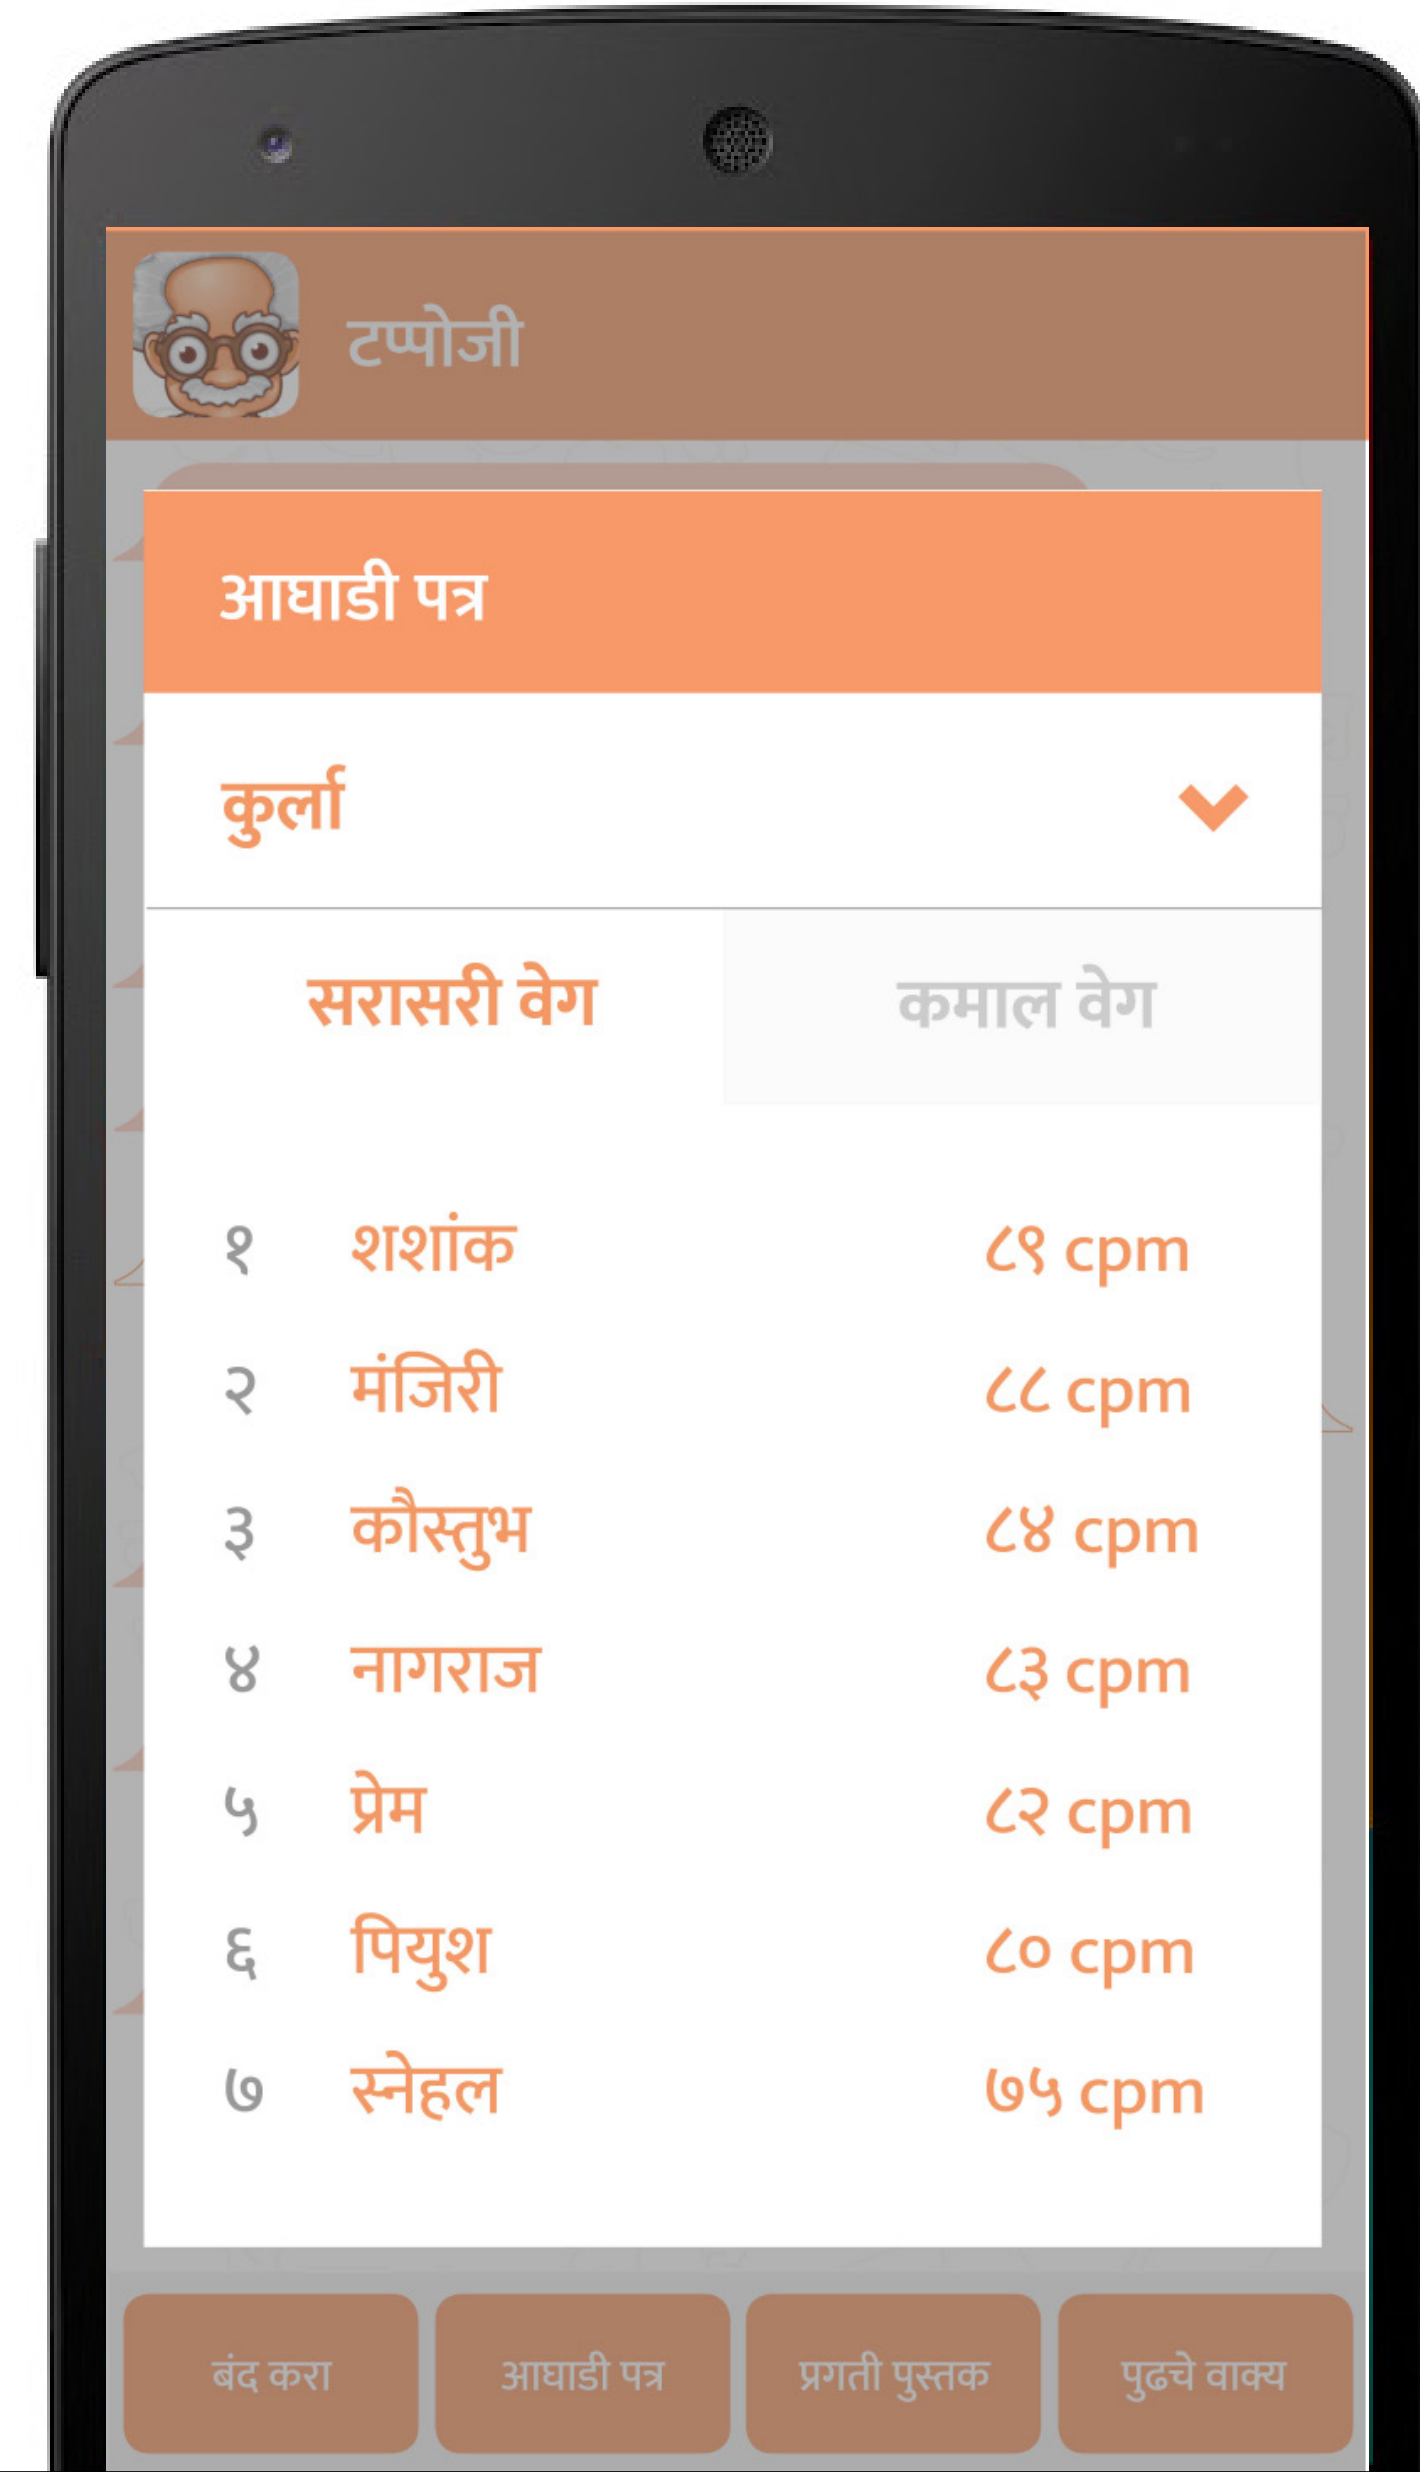 टप्पोजी
आघाडी पत्र
कुर्ला
सरासरी वेग कमाल वेग
१ शशांक ८९ cpm
२ मंजिरी ८८ cpm
३ कौस्तुभ ८४ cpm
४ नागराज ८३ cpm
५ प्रेम ८२ cpm
६ पियुश ८० cpm
७ स्नेहल ७५ cpm
बंद करा आघाडी पत्र प्रगती पुस्तक पुढचे वाक्य